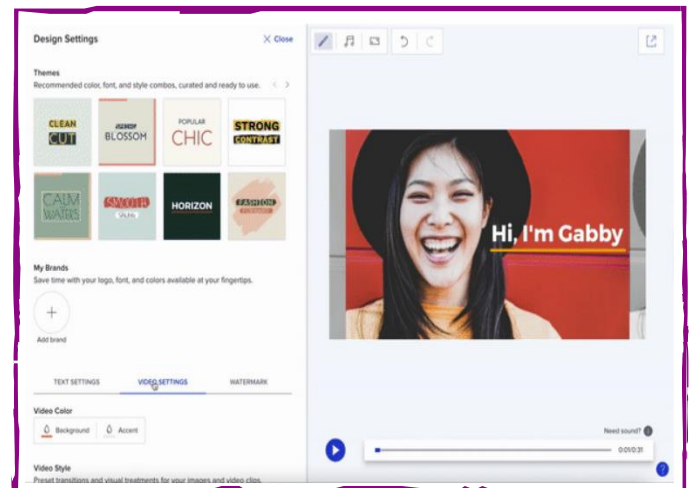 Design Settings
Close
Themes
Recommended color, font, and style combos, curated and ready to use.
CLEAN
CUT
BLOSSOM
POPULAR
CHIC
STRONG
CONTRAST
CALM
WATERS
SMOOTH
HORIZON
FASHION
My Brands
Save time with your logo, font, and colors available at your fingertips.
Add brand
TEXT SETTINGS
VIDEO SETTINGS
WATERMARK
Video Color
Background
Accent
Video Style
Preset transitions and visual treatments for your images and video clips.
Hi, I'm Gabby
Need sound?
0:01/0:31
?